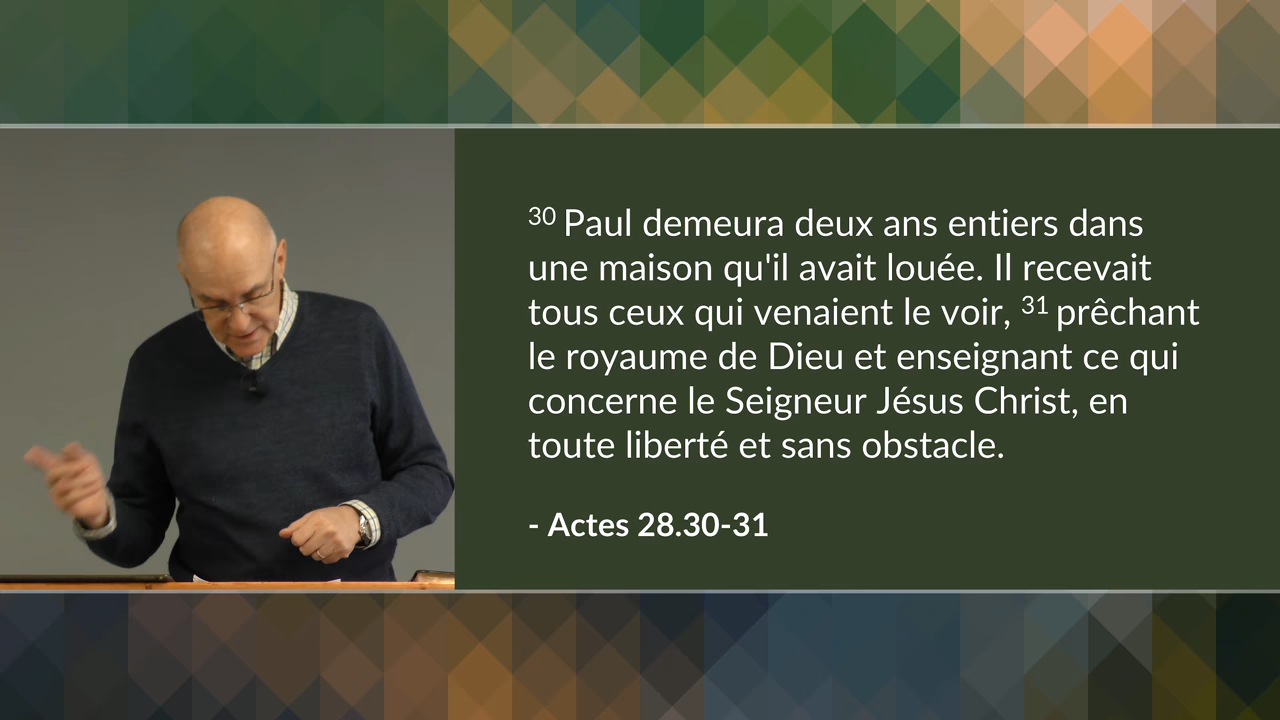 30 Paul demeura deux ans entiers dans
une maison qu'il avait louée. Il recevait
tous ceux qui venaient le voir, 31 prêchant
le royaume de Dieu et enseignant ce qui
concerne le Seigneur Jésus Christ, en
toute liberté et sans obstacle.
- Actes 28.30-31